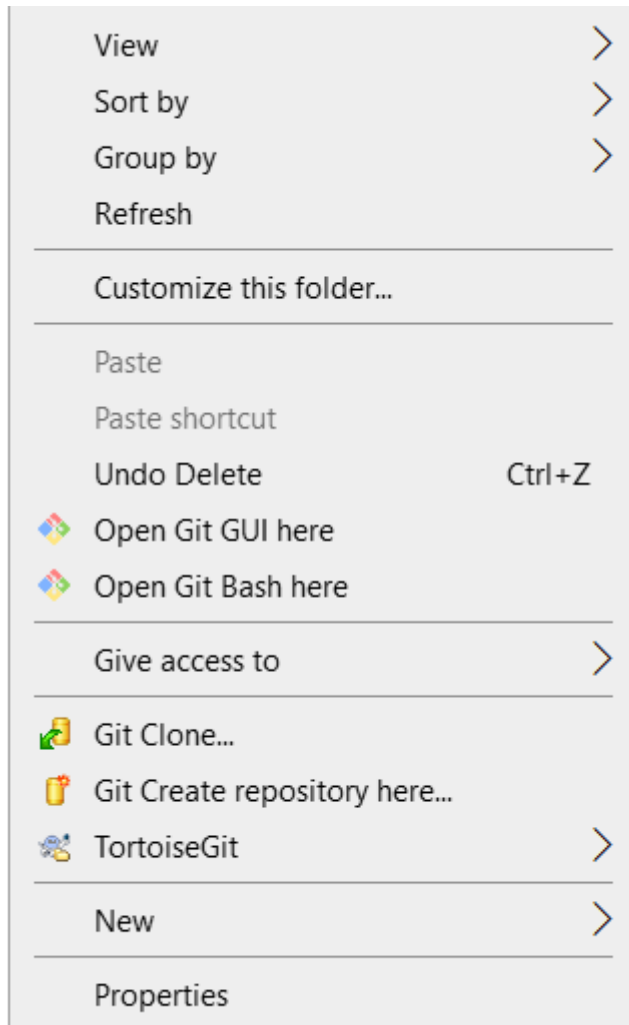 View
Sort by
Group by
Refresh
Customize this folder...
Paste
Paste shortcut
Undo Delete Ctrl+Z
Open Git GUI here
Open Git Bash here
Give access to
Git Clone...
Git Create repository here...
TortoiseGit
New
Properties